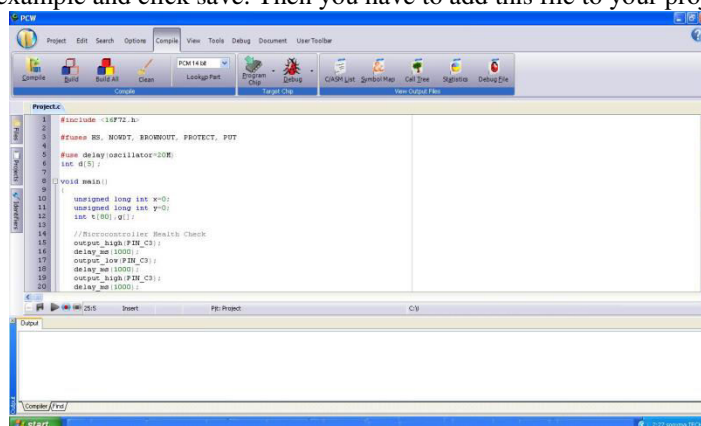 example and click save. Then you have to add this file to your proj
PCW
Project Edit Search Options Compile View Tools Debug Document User Toolbar
PCM 14 bit
Compile Build Build All Clean Lookup Part Program Chip Debug C/ASM List Symbol Map Call Tree Statistics Debug File
Compile Target Chip View Output Files
Project.c
Files
Projects
Identifiers
1 #include <16F72.h>
2
3 #fuses HS, NOWDT, BROWNOUT, PROTECT, PUT
4
5 #use delay(oscillator=20M)
6 int d[5];
7
8 void main()
9 {
10 unsigned long int x=0;
11 unsigned long int y=0;
12 int t[80],g[];
13
14 //Microcontroller Health Check
15 output_high(PIN_C3);
16 delay_ms(1000);
17 output_low(PIN_C3);
18 delay_ms(1000);
19 output_high(PIN_C3);
20 delay_ms(1000);
25:5 Insert Pjt: Project C:\
Output
Compiler Find
start